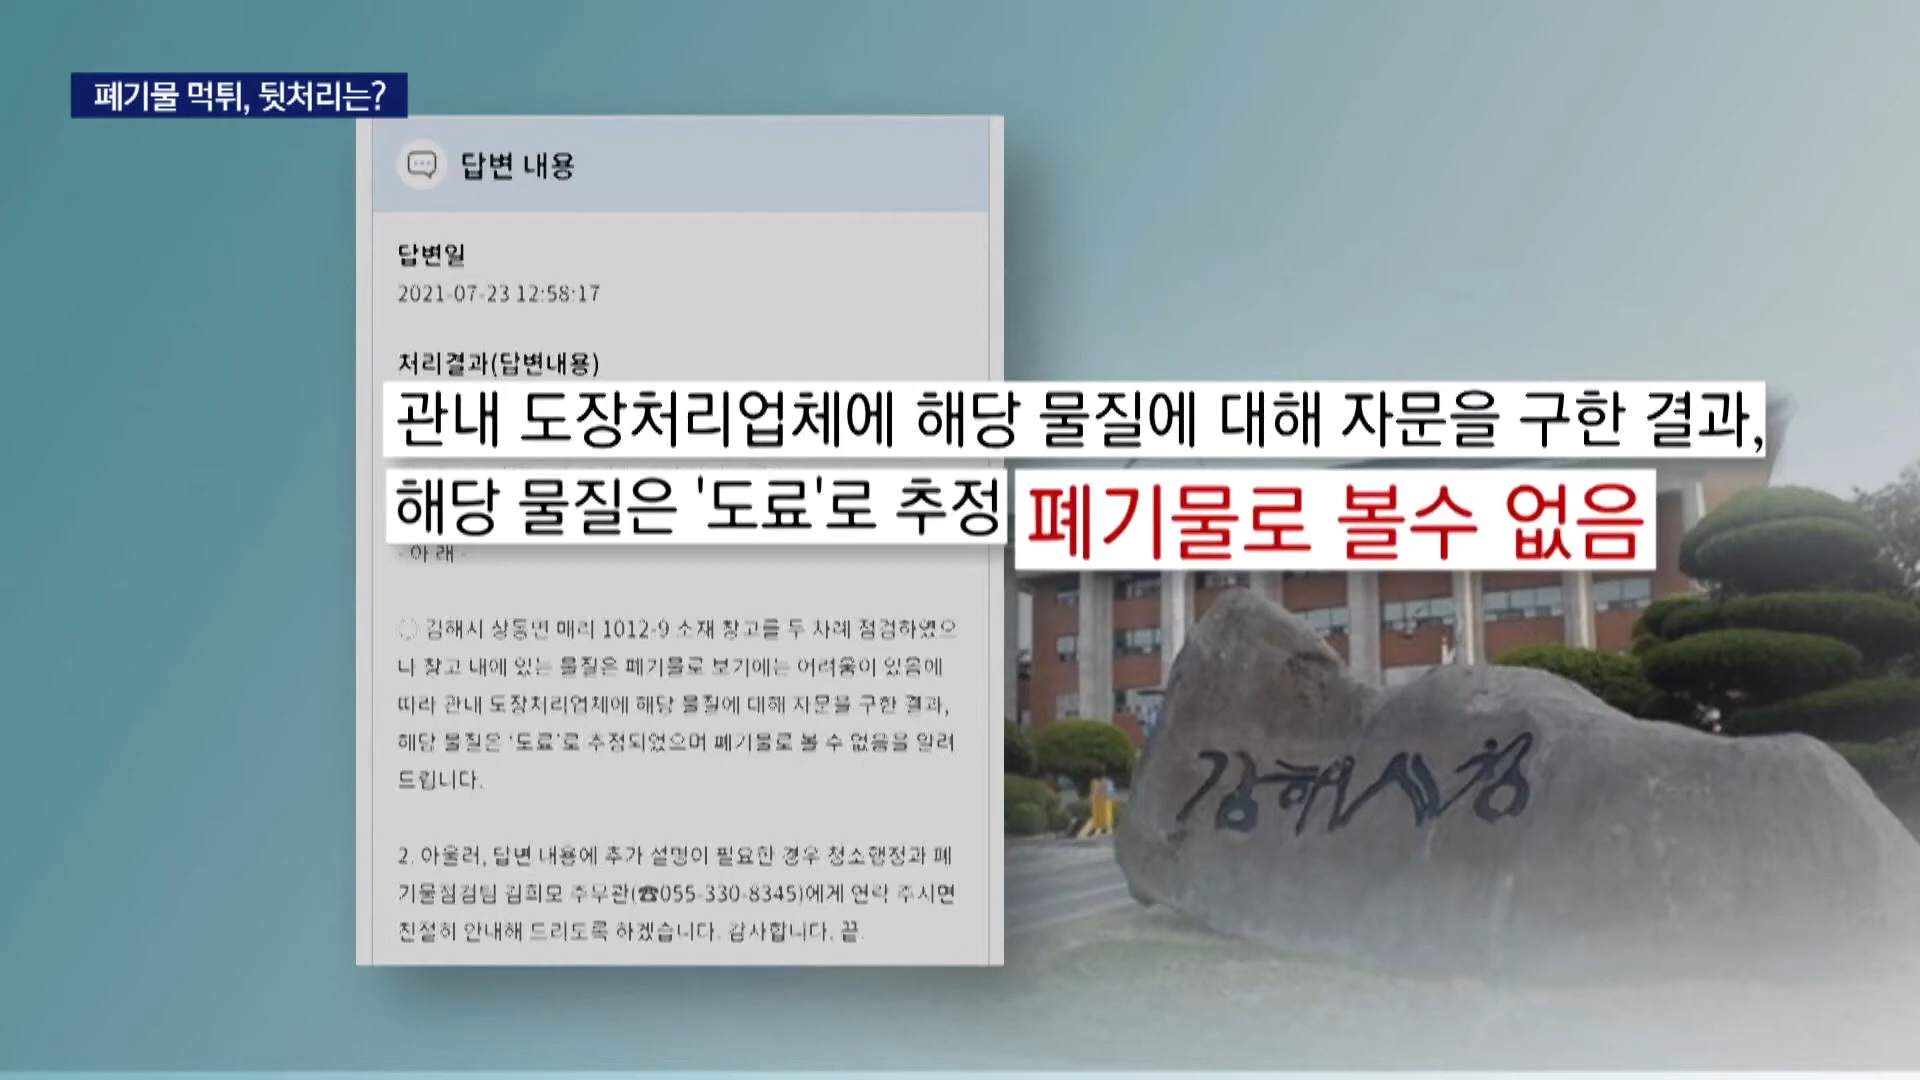 폐기물 먹튀, 뒷처리는?
답변 내용
답변일
2021-07-23 12:58:17
처리결과(답변내용)
관내 도장처리업체에 해당 물질에 대해 자문을 구한 결과,
해당 물질은 '도료'로 추정 폐기물로 볼수 없음
- 아 래 -
○ 김해시 상동면 매리 1012-9 소재 창고를 두 차례 점검하였으
나 창고 내에 있는 물질은 폐기물로 보기에는 어려움이 있음에
따라 관내 도장처리업체에 해당 물질에 대해 자문을 구한 결과,
해당 물질은 '도료'로 추정되었으며 폐기물로 볼 수 없음을 알려
드립니다.
2. 아울러, 답변 내용에 추가 설명이 필요한 경우 청소행정과 폐
기물점검팀 김희모 주무관(☎055-330-8345)에게 연락 주시면
친절히 안내해 드리도록 하겠습니다. 감사합니다. 끝.
김해시청